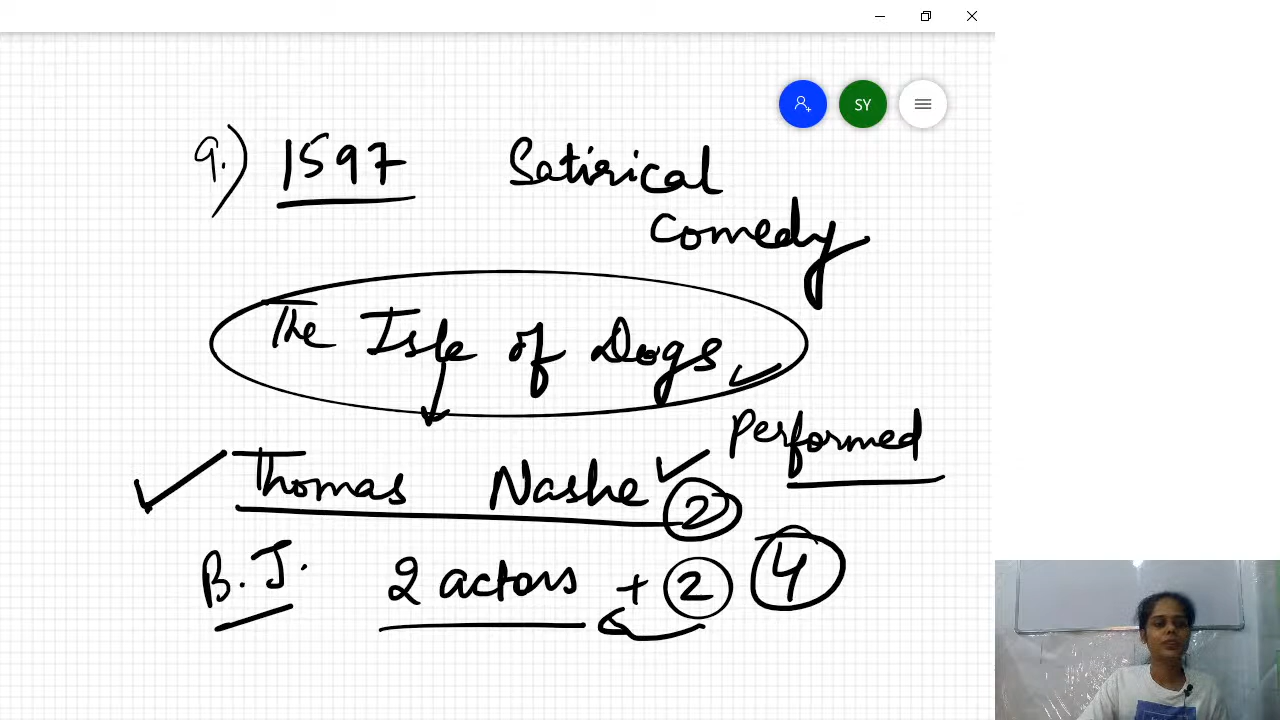 SY
9.) 1597 Satirical
Comedy
The Isle of Dogs
Performed
Thomas Nashe 2
B.J. 2 actors + 2 4